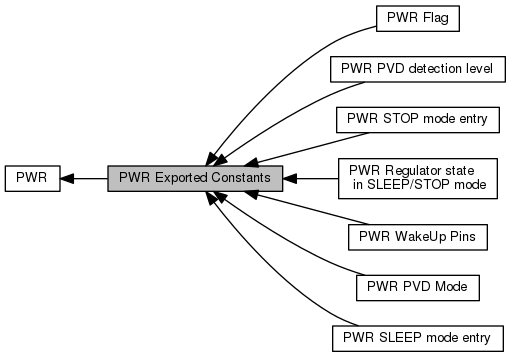 PWR Flag
PWR PVD detection level
PWR STOP mode entry
PWR
PWR Exported Constants
PWR Regulator state
in SLEEP/STOP mode
PWR WakeUp Pins
PWR PVD Mode
PWR SLEEP mode entry